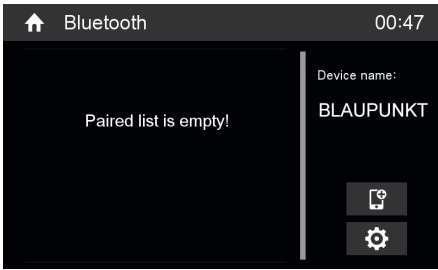 Bluetooth
00:47
Paired list is empty!
Device name:
BLAUPUNKT